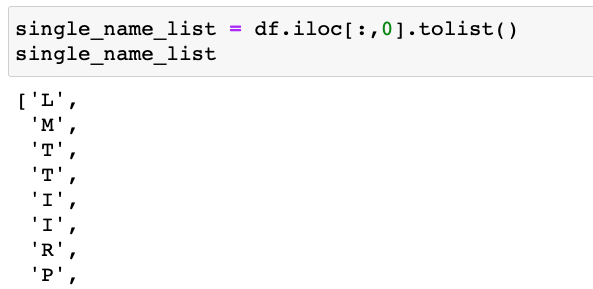 single_name_list = df.iloc[:,0].tolist()
single_name_list
['L',
'M',
'T',
'T',
'I',
'I',
'R',
'P',